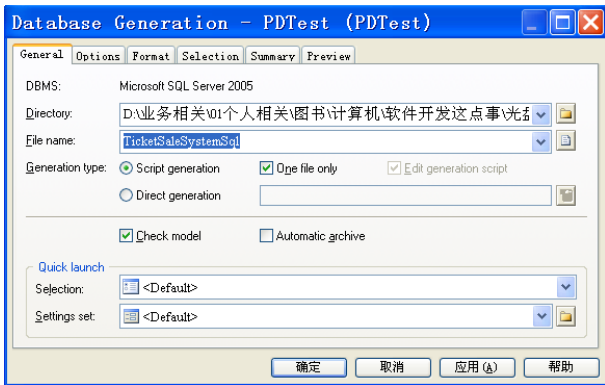 Database Generation - PDTest (PDTest)
General Options Format Selection Summary Preview
DBMS: Microsoft SQL Server 2005
Directory: D:\业务相关\01个人相关\图书\计算机\软件开发这点事\光盘
File name: TicketSaleSystemSql
Generation type: Script generation One file only Edit generation script
Direct generation
Check model Automatic archive
Quick launch
Selection: <Default>
Settings set: <Default>
确定 取消 应用(A) 帮助